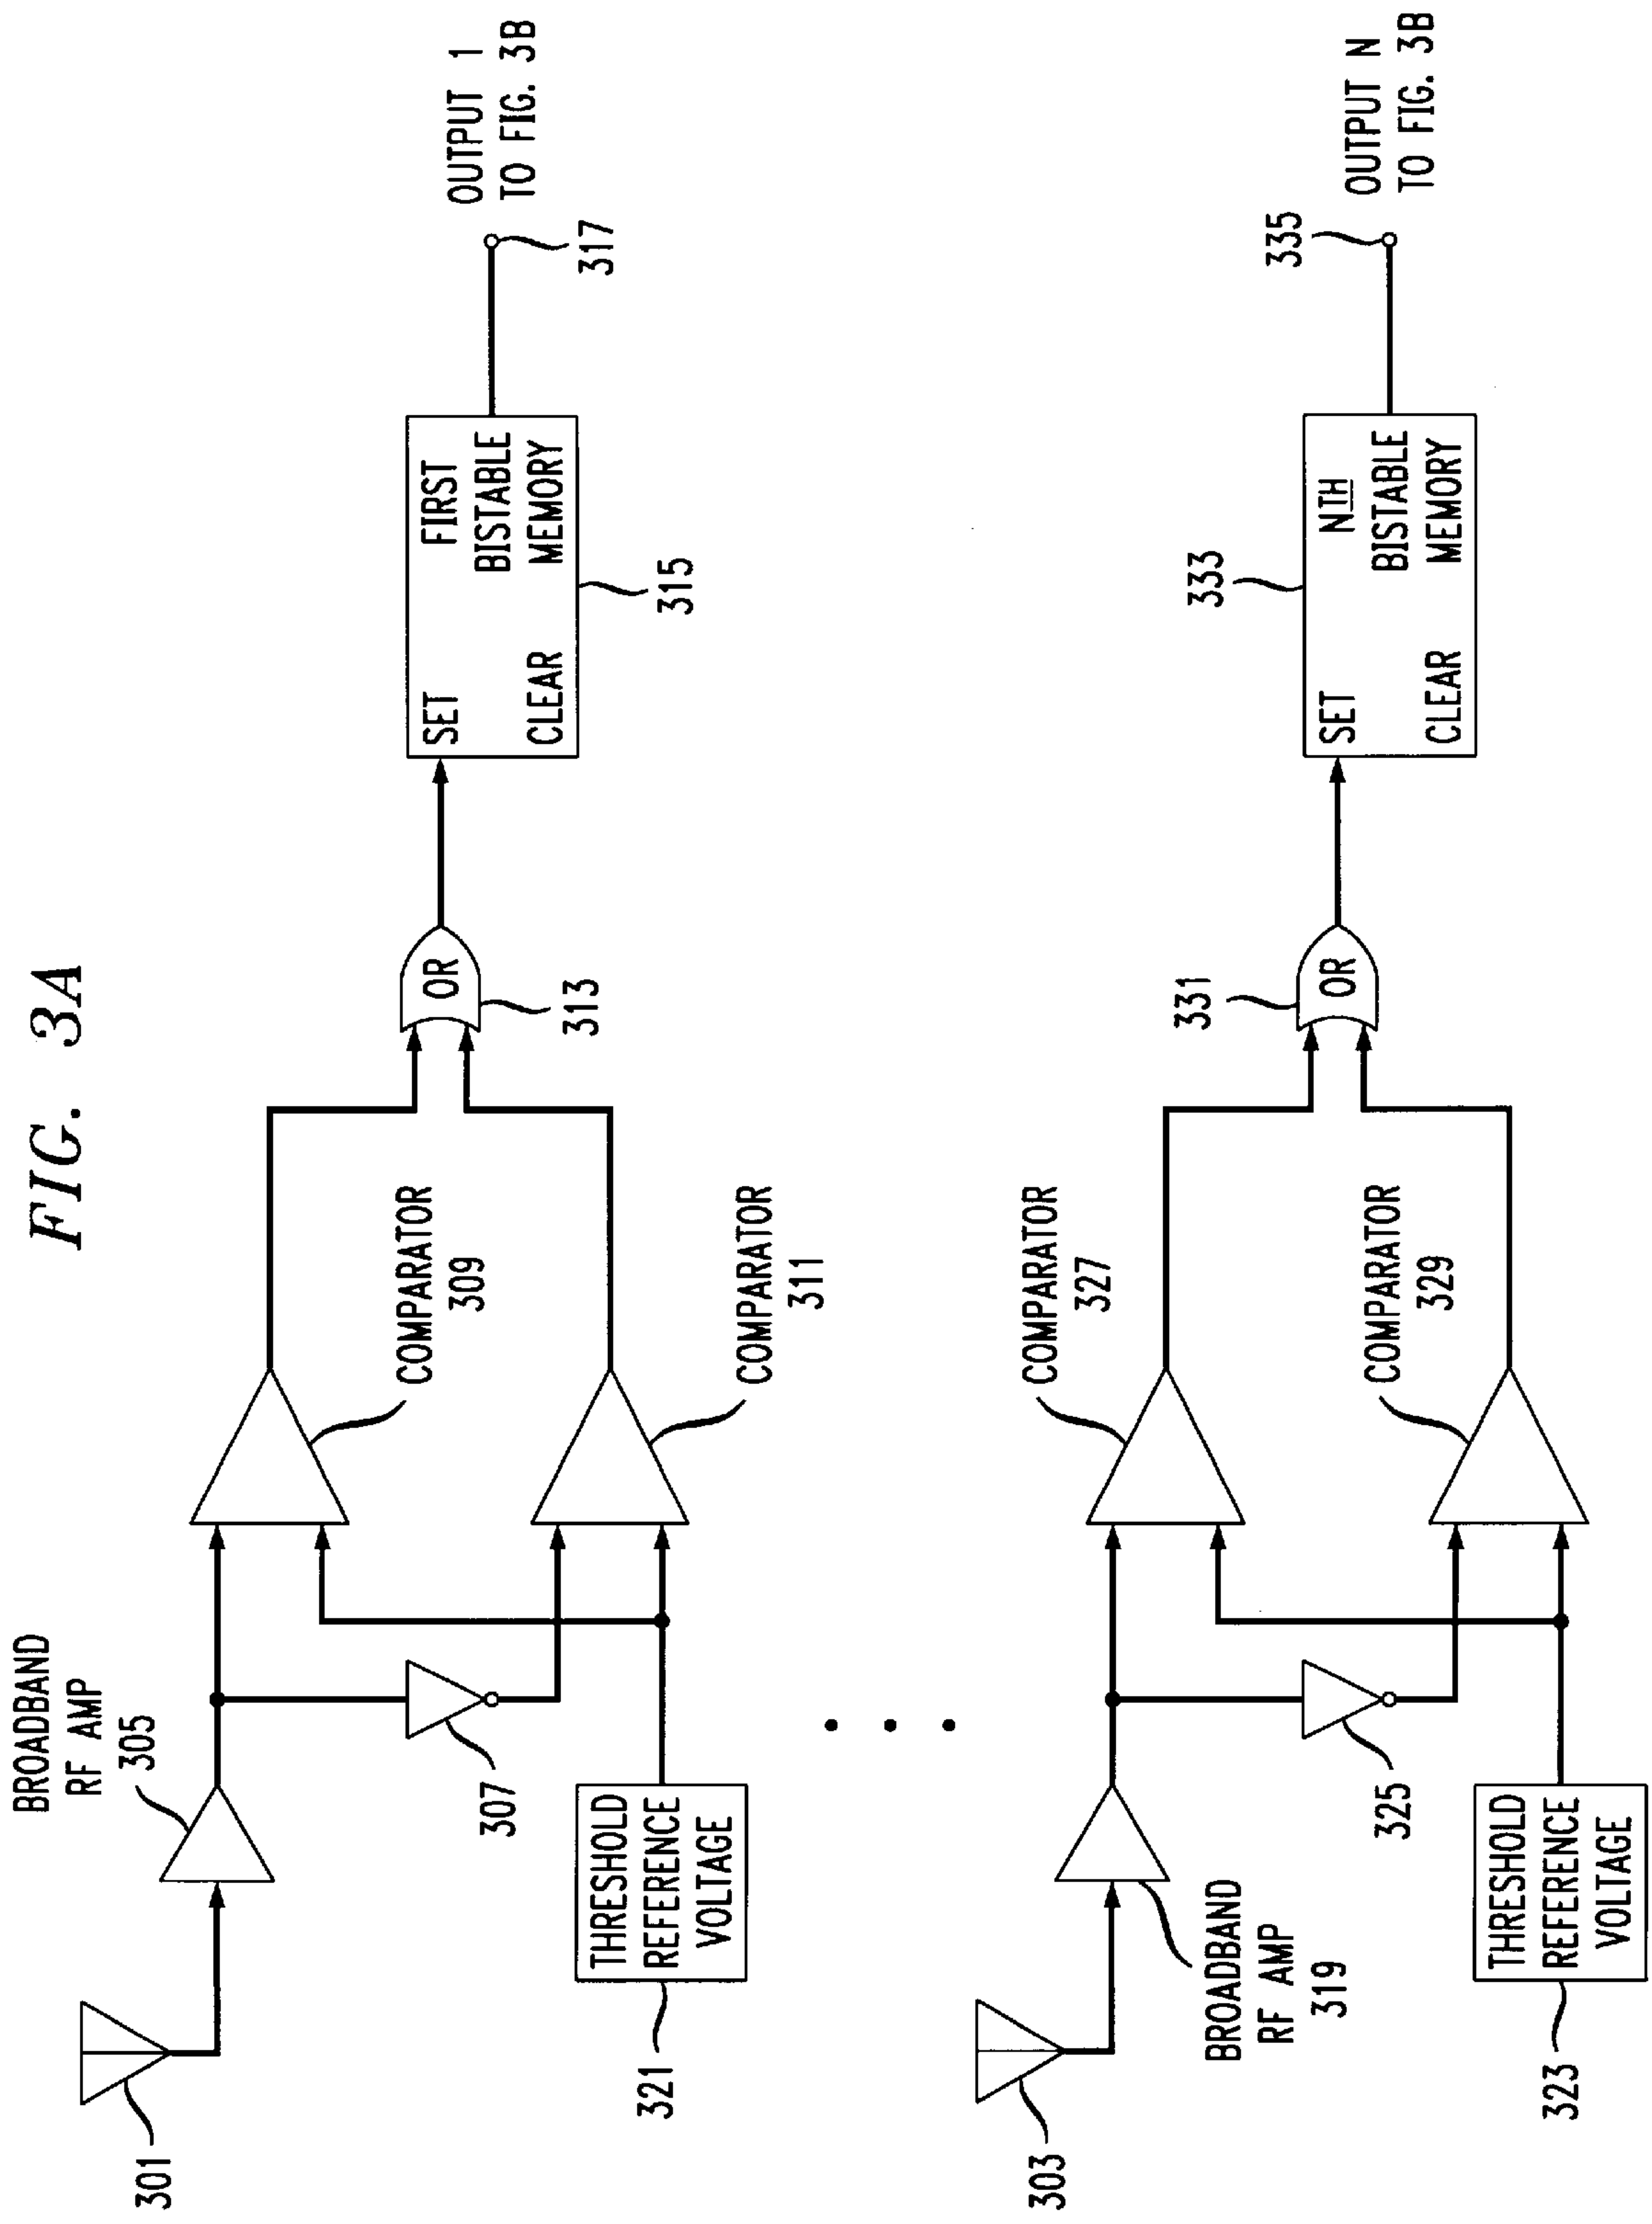 FIG. 3A
BROADBAND
RF AMP
305
301
307
THRESHOLD
REFERENCE
VOLTAGE
321
COMPARATOR
309
COMPARATOR
311
OR
313
SET
CLEAR
FIRST
BISTABLE
MEMORY
315
317
OUTPUT 1
TO FIG. 3B
303
BROADBAND
RF AMP
319
325
THRESHOLD
REFERENCE
VOLTAGE
323
COMPARATOR
327
COMPARATOR
329
OR
331
SET
CLEAR
NTH
BISTABLE
MEMORY
333
335
OUTPUT N
TO FIG. 3B